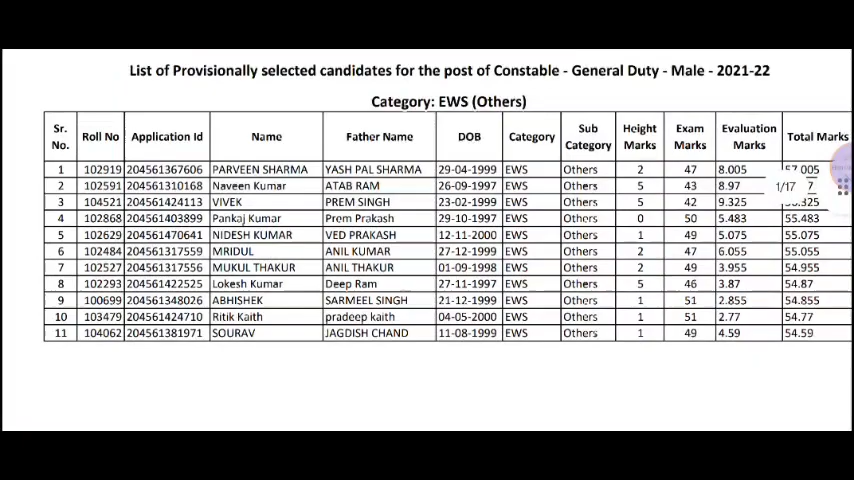 List of Provisionally selected candidates for the post of Constable - General Duty - Male - 2021-22
Category: EWS (Others)
Sr. No. Roll No Application Id Name Father Name DOB Category Sub Category Height Marks Exam Marks Evaluation Marks Total Marks
1 102919 204561367606 PARVEEN SHARMA YASH PAL SHARMA 29-04-1999 EWS Others 2 47 8.005 57.005
2 102591 204561310168 Naveen Kumar ATAB RAM 26-09-1997 EWS Others 5 43 8.97 1/17 7
3 104521 204561424113 VIVEK PREM SINGH 23-02-1999 EWS Others 5 42 9.325
4 102868 204561403899 Pankaj Kumar Prem Prakash 29-10-1997 EWS Others 0 50 5.483 55.483
5 102629 204561470641 NIDESH KUMAR VED PRAKASH 12-11-2000 EWS Others 1 49 5.075 55.075
6 102484 204561317559 MRIDUL ANIL KUMAR 27-12-1999 EWS Others 2 47 6.055 55.055
7 102527 204561317556 MUKUL THAKUR ANIL THAKUR 01-09-1998 EWS Others 2 49 3.955 54.955
8 102293 204561422525 Lokesh Kumar Deep Ram 27-11-1997 EWS Others 5 46 3.87 54.87
9 100699 204561348026 ABHISHEK SARMEEL SINGH 21-12-1999 EWS Others 1 51 2.855 54.855
10 103479 204561424710 Ritik Kaith pradeep kaith 04-05-2000 EWS Others 1 51 2.77 54.77
11 104062 204561381971 SOURAV JAGDISH CHAND 11-08-1999 EWS Others 1 49 4.59 54.59